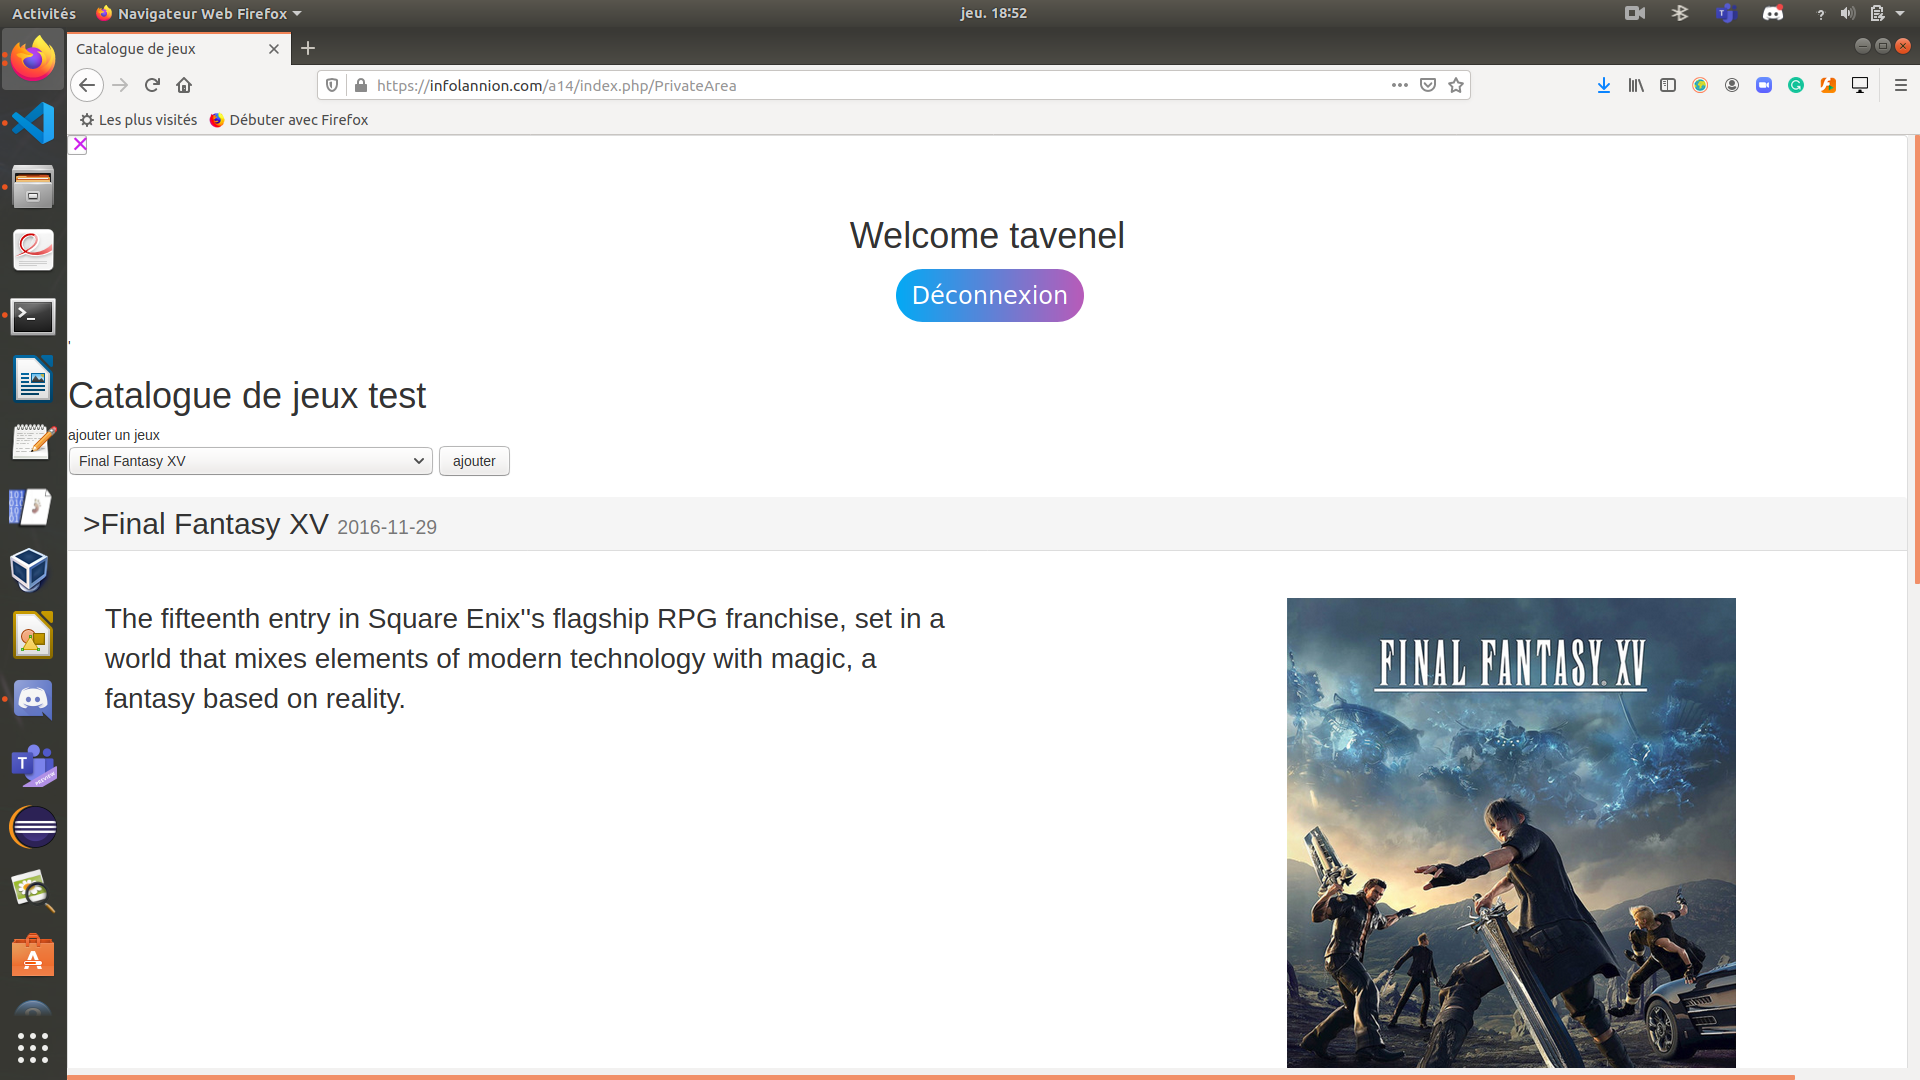 Activités Navigateur Web Firefox jeu. 18:52
Catalogue de jeux
https://infolannion.com/a14/index.php/PrivateArea
Les plus visités Débuter avec Firefox
Welcome tavenel
Déconnexion
'
Catalogue de jeux test
ajouter un jeux
Final Fantasy XV ajouter
>Final Fantasy XV 2016-11-29
The fifteenth entry in Square Enix''s flagship RPG franchise, set in a
world that mixes elements of modern technology with magic, a
fantasy based on reality.
FINAL FANTASY XV